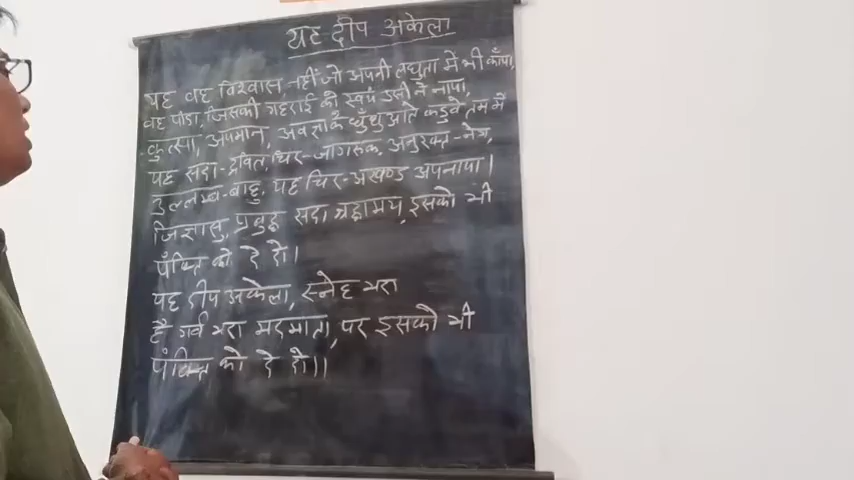 यह दीप अकेला
यह वह विश्वास, नहीं जो अपनी लघुता में भी काँपा,
वह पीड़ा, जिसकी गहराई को स्वयं उसी ने नापा,
कुत्सा, अपमान, अवज्ञा के धुँधुआते कड़ुवे तम में
यह सदा-द्रवित, चिर-जागरूक, अनुरक्त-नेत्र,
उल्लम्ब-बाहु, यह चिर-अखण्ड अपनापा।
जिज्ञासु, प्रबुद्ध सदा श्रद्धामय, इसको भी
पंक्ति को दे दो।
यह दीप अकेला, स्नेह भरा
है गर्व भरा मदमाता, पर इसको भी
पंक्ति को दे दो।।